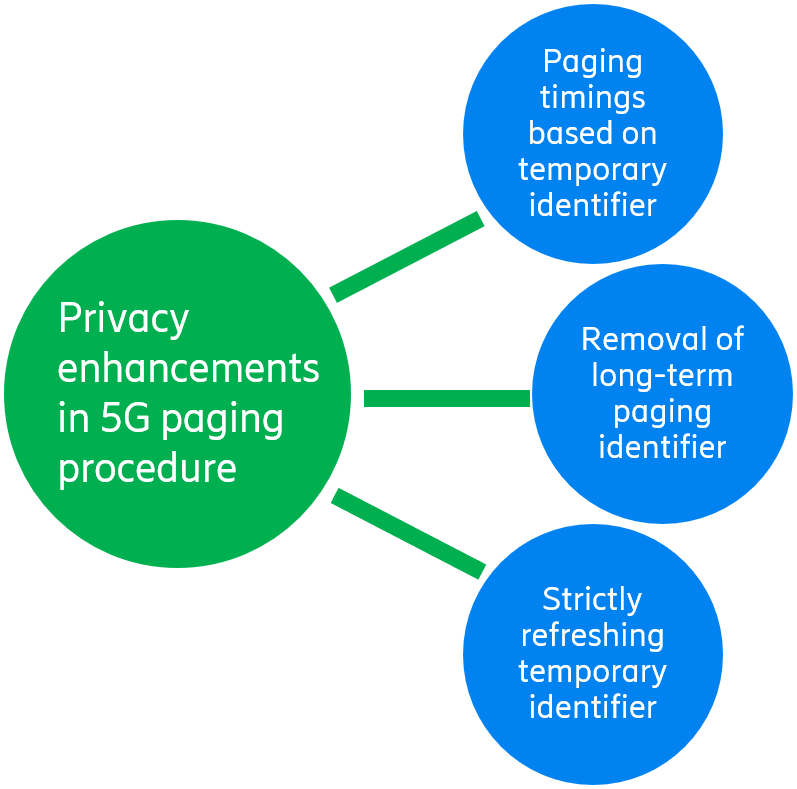 Privacy
enhancements
in 5G paging
procedure
Paging
timings
based on
temporary
identifier
Removal of
long-term
paging
identifier
Strictly
refreshing
temporary
identifier